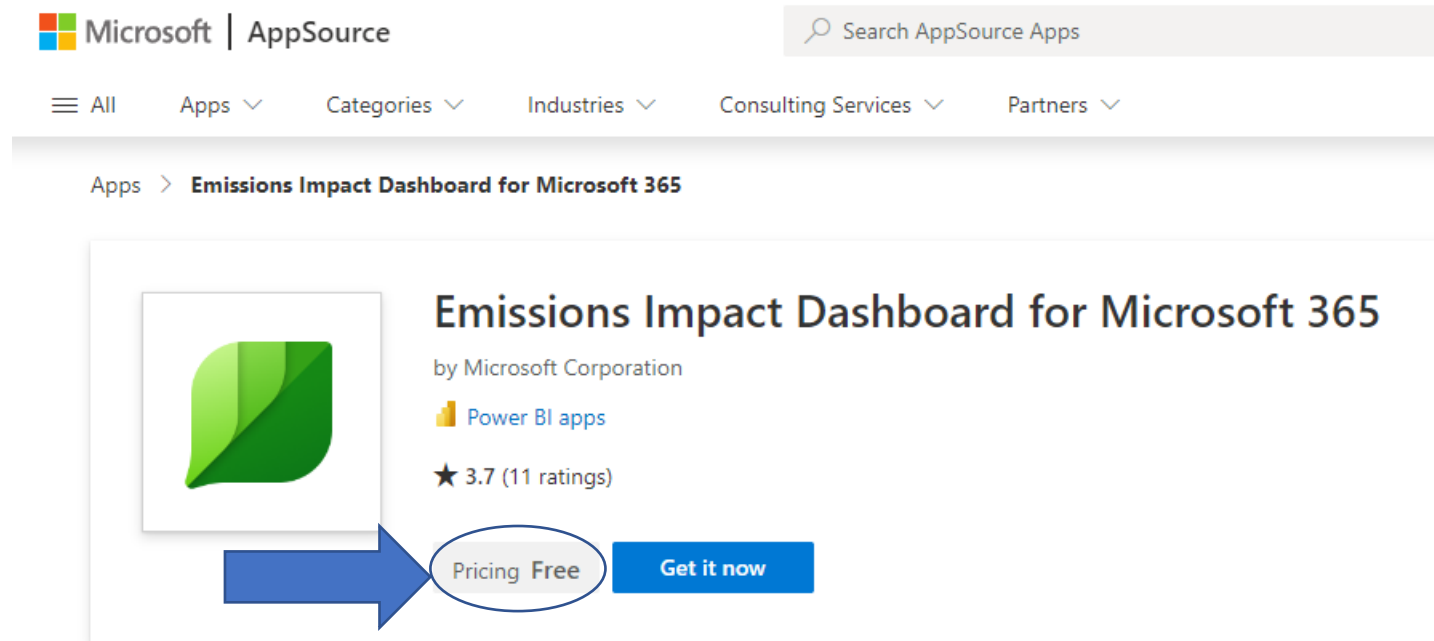 Microsoft | AppSource
Search AppSource Apps
All Apps Categories Industries Consulting Services Partners
Apps > Emissions Impact Dashboard for Microsoft 365
Emissions Impact Dashboard for Microsoft 365
by Microsoft Corporation
Power BI apps
★ 3.7 (11 ratings)
Pricing Free Get it now